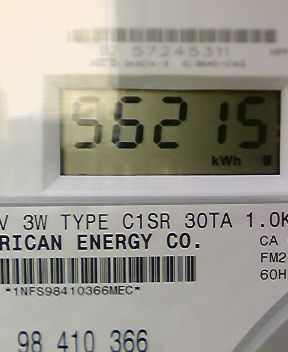 57245311
56215
kWh
V 3W TYPE C1SR 30TA 1.0K
RICAN ENERGY CO.
CA
FM2
60H
*1NFS98410366MEC*
98 410 366